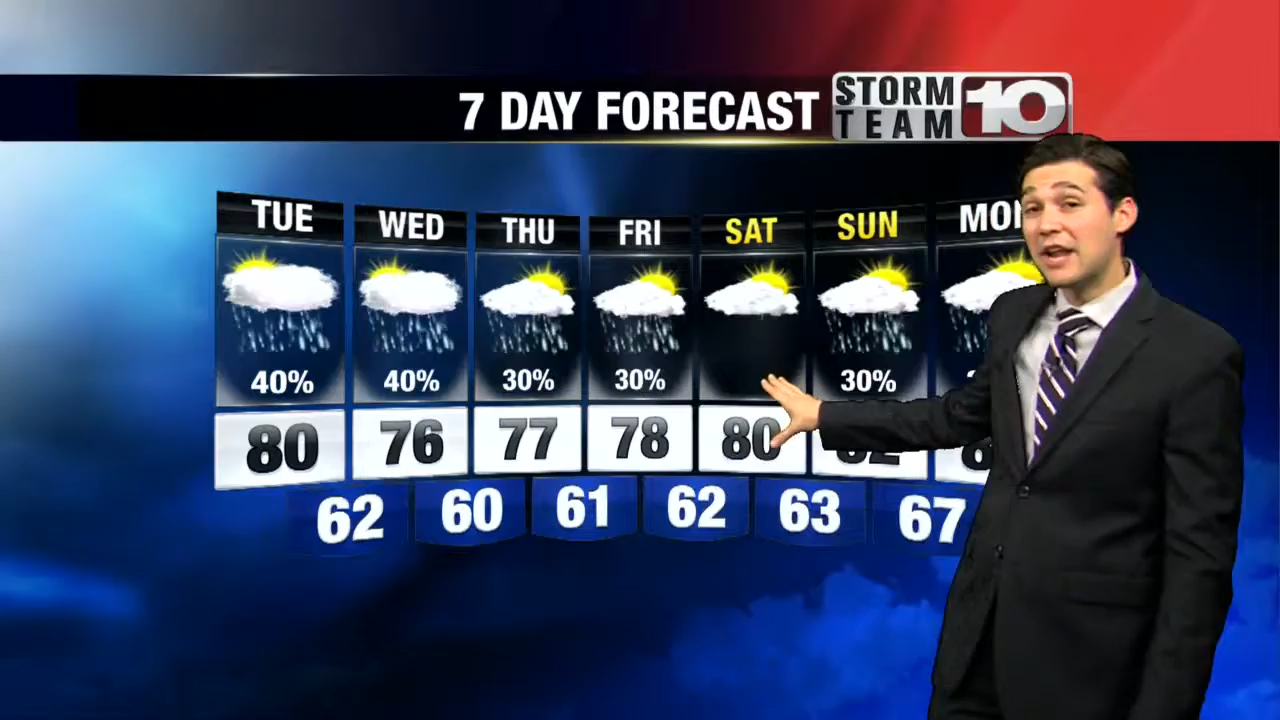 7 DAY FORECAST
STORM TEAM 10
TUE WED THU FRI SAT SUN
40% 40% 30% 30% 30%
80 76 77 78 80
62 60 61 62 63 67